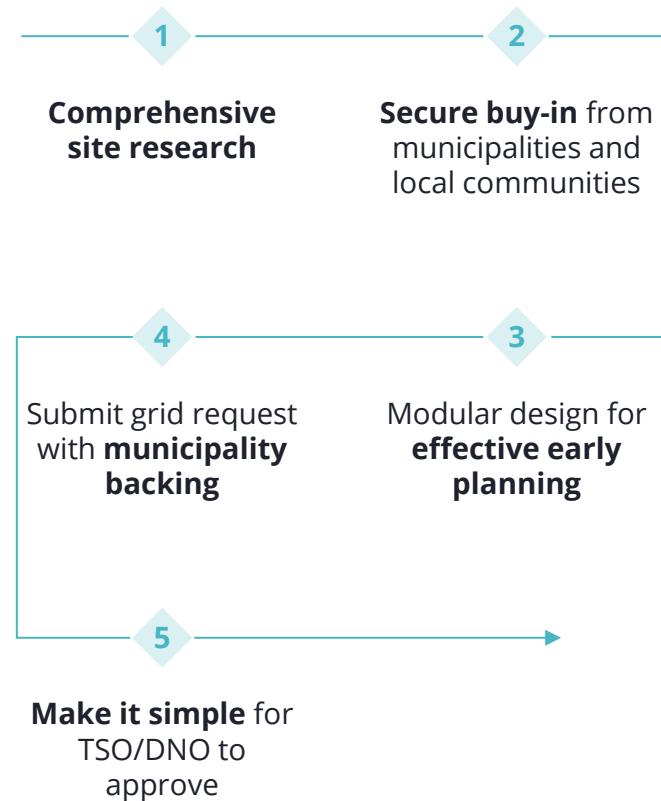 1
Comprehensive
site research
2
Secure buy-in from
municipalities and
local communities
3
Modular design for
effective early
planning
4
Submit grid request
with municipality
backing
5
Make it simple for
TSO/DNO to
approve